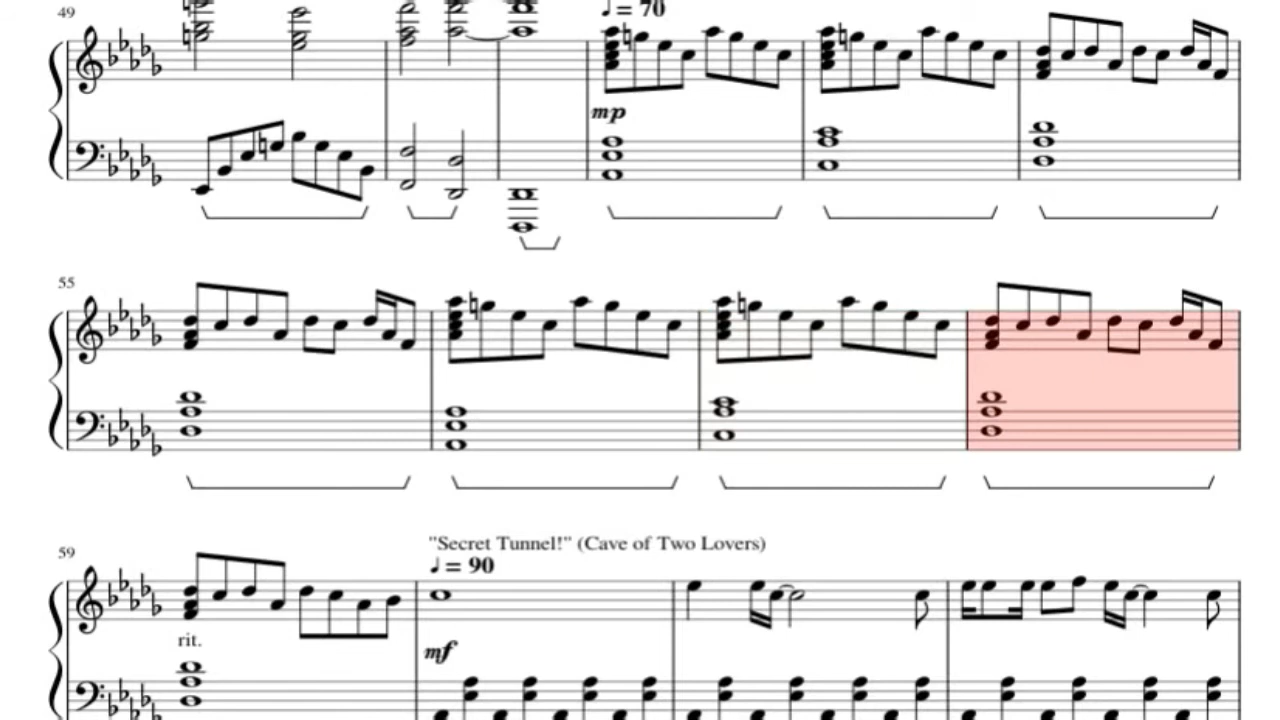 49
♩ = 70
mp
55
"Secret Tunnel!" (Cave of Two Lovers)
59
♩ = 90
rit.
mf